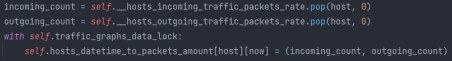 incoming_count = self.__hosts_incoming_traffic_packets_rate.pop(host, 0)
outgoing_count = self.__hosts_outgoing_traffic_packets_rate.pop(host, 0)
with self.traffic_graphs_data_lock:
    self.hosts_datetime_to_packets_amount[host][now] = (incoming_count, outgoing_count)